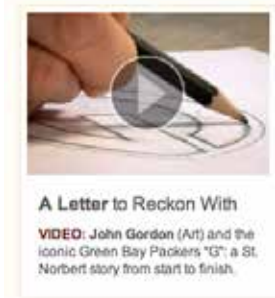 A Letter to Reckon With
VIDEO: John Gordon (Art) and the
iconic Green Bay Packers "G": a St.
Norbert story from start to finish.